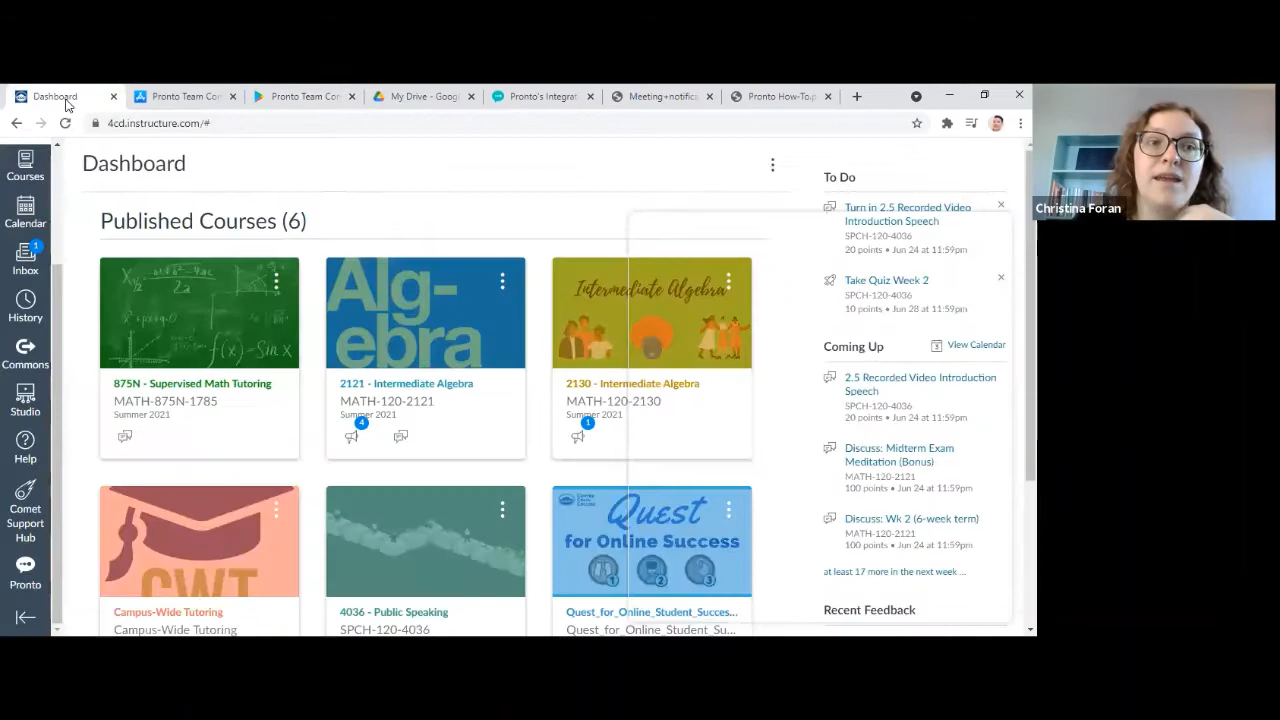 Dashboard
Pronto Team Cor
Pronto Team Cor
My Drive - Goog
Pronto's Integrat
Meeting+notific
Pronto How-To.p
4cd.instructure.com/#
Courses
Calendar
1
Inbox
History
Commons
Studio
Help
Comet
Support
Hub
Pronto
Dashboard
Published Courses (6)
875N - Supervised Math Tutoring
MATH-875N-1785
Summer 2021
Alg-
ebra
2121 - Intermediate Algebra
MATH-120-2121
Summer 2021
4
Intermediate Algebra
2130 - Intermediate Algebra
MATH-120-2130
Summer 2021
1
CWT
Campus-Wide Tutoring
Campus-Wide Tutoring
4036 - Public Speaking
SPCH-120-4036
Quest
for Online Success
1
2
3
Quest_for_Online_Student_Succes...
Quest_for_Online_Student_Su...
To Do
Turn in 2.5 Recorded Video
Introduction Speech
SPCH-120-4036
20 points • Jun 24 at 11:59pm
Take Quiz Week 2
SPCH-120-4036
10 points • Jun 28 at 11:59pm
Coming Up
View Calendar
2.5 Recorded Video Introduction
Speech
SPCH-120-4036
20 points • Jun 24 at 11:59pm
Discuss: Midterm Exam
Meditation (Bonus)
MATH-120-2121
100 points • Jun 24 at 11:59pm
Discuss: Wk 2 (6-week term)
MATH-120-2121
100 points • Jun 24 at 11:59pm
at least 17 more in the next week ...
Recent Feedback
Christina Foran